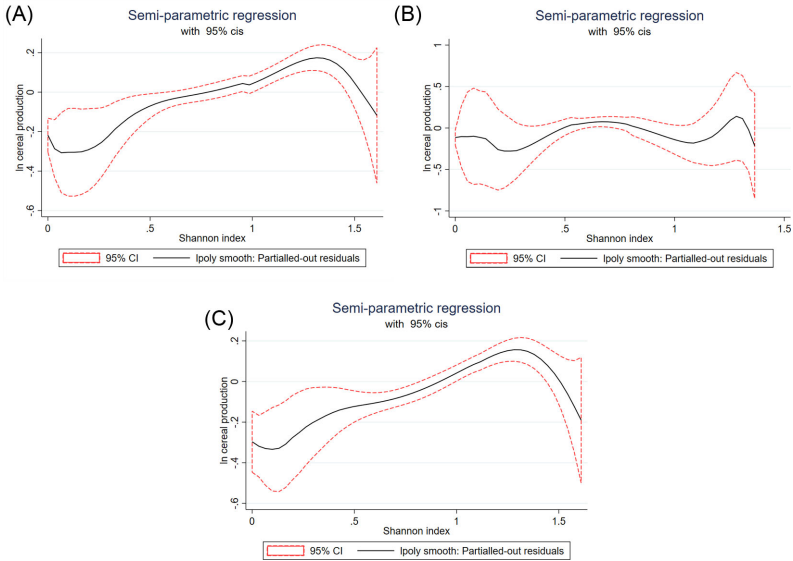 (A)
Semi-parametric regression
with 95% cis
ln cereal production
.2
0
-.2
-.4
-.6
0
.5
1
1.5
Shannon index
95% CI
lpoly smooth: Partialled-out residuals
(B)
Semi-parametric regression
with 95% cis
ln cereal production
1
.5
0
-.5
-1
0
.5
1
1.5
Shannon index
95% CI
lpoly smooth: Partialled-out residuals
(C)
Semi-parametric regression
with 95% cis
ln cereal production
.2
0
-.2
-.4
-.6
0
.5
1
1.5
Shannon index
95% CI
lpoly smooth: Partialled-out residuals